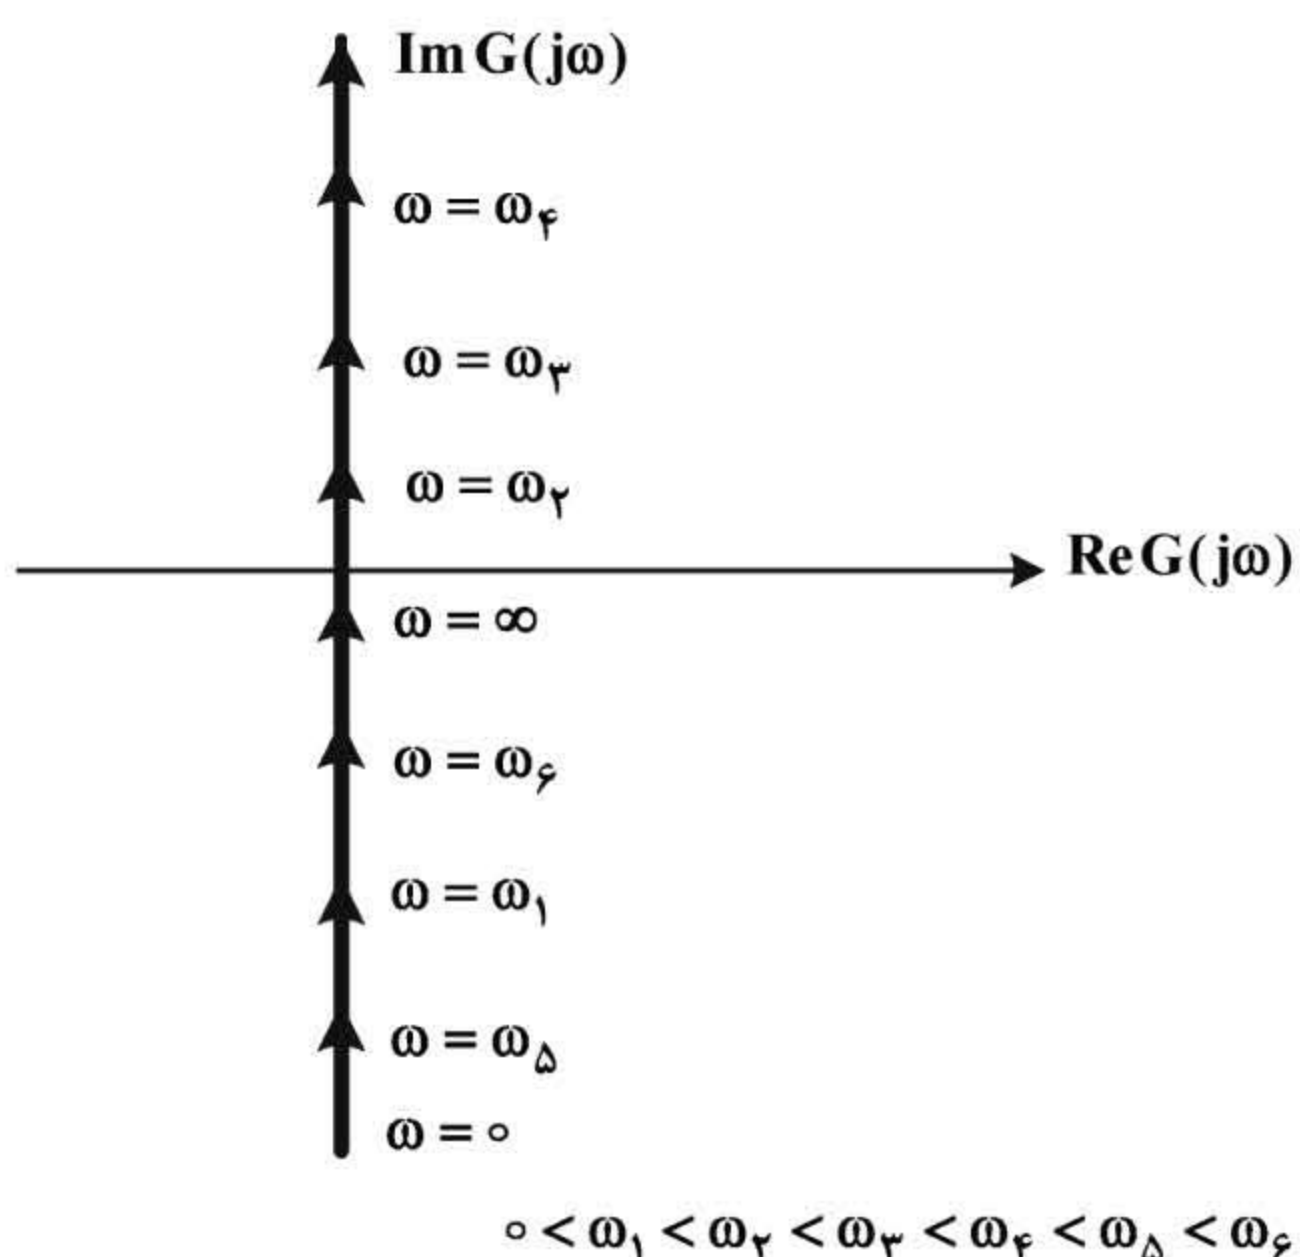 Im G(jω)
ω = ω۴
ω = ω۳
ω = ω۲
Re G(jω)
ω = ∞
ω = ω۶
ω = ω۱
ω = ω۵
ω = ۰
۰ < ω۱ < ω۲ < ω۳ < ω۴ < ω۵ < ω۶